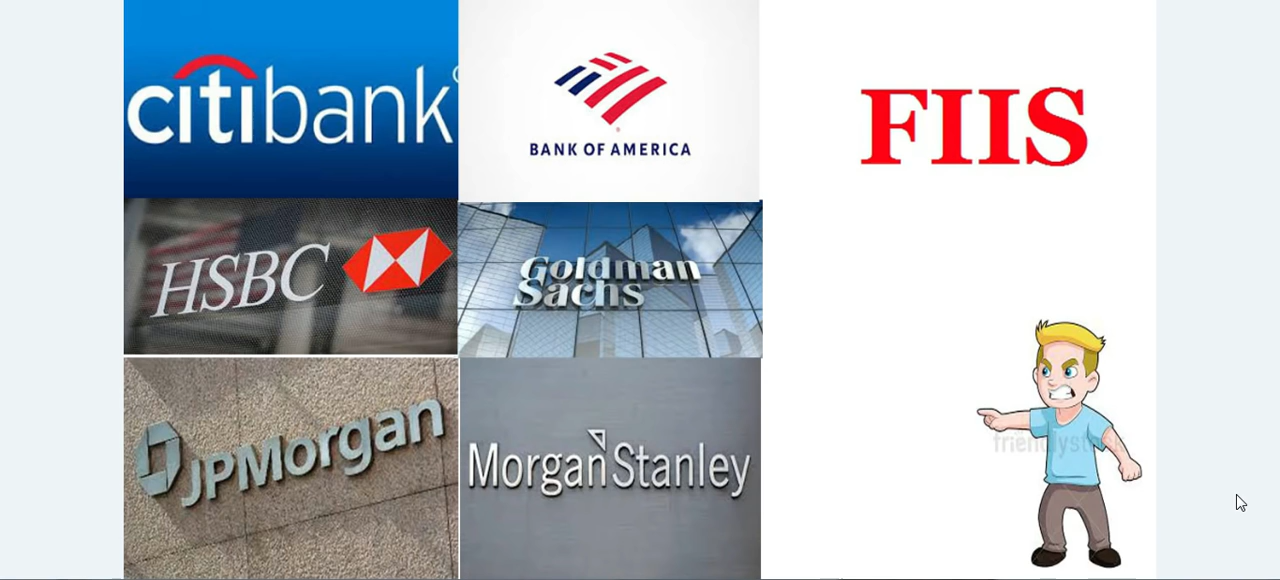 citibank
BANK OF AMERICA
FIIS
HSBC
Goldman
Sachs
JPMorgan
Morgan Stanley